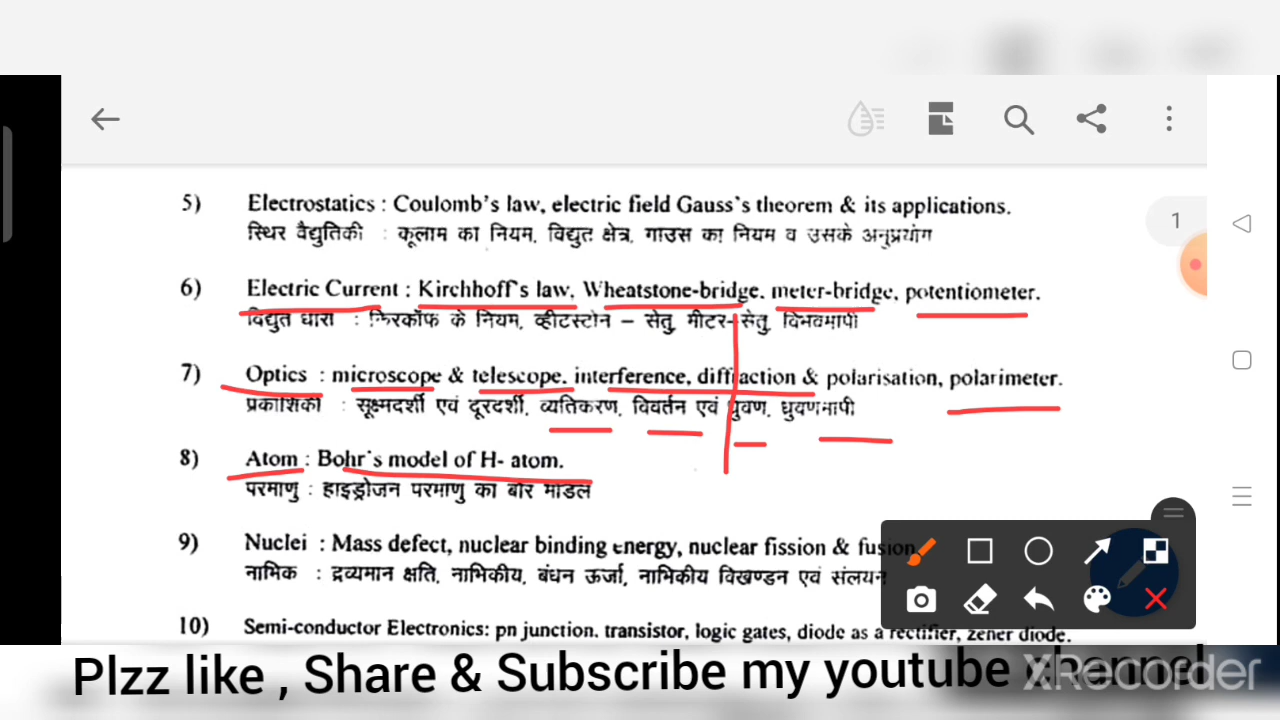 1
5) Electrostatics : Coulomb's law, electric field Gauss's theorem & its applications.
स्थिर वैद्युतिकी : कूलाम का नियम, विद्युत क्षेत्र, गाउस का नियम व उसके अनुप्रयोग
6) Electric Current : Kirchhoff's law, Wheatstone-bridge, meter-bridge, potentiometer.
विद्युत धारा : किरकॉफ के नियम, व्हीटस्टोन – सेतु, मीटर-सेतु, विभवमापी
7) Optics : microscope & telescope, interference, diffraction & polarisation, polarimeter.
प्रकाशिकी : सूक्ष्मदर्शी एवं दूरदर्शी, व्यतिकरण, विवर्तन एवं ध्रुवण, ध्रुवणमापी
8) Atom : Bohr's model of H- atom.
परमाणु : हाइड्रोजन परमाणु का बोर मॉडल
9) Nuclei : Mass defect, nuclear binding energy, nuclear fission & fusion
नाभिक : द्रव्यमान क्षति, नाभिकीय, बंधन ऊर्जा, नाभिकीय विखण्डन एवं संलयन
10) Semi-conductor Electronics: pn junction, transistor, logic gates, diode as a rectifier, zener diode.
Plzz like , Share & Subscribe my youtube channel
XRecorder